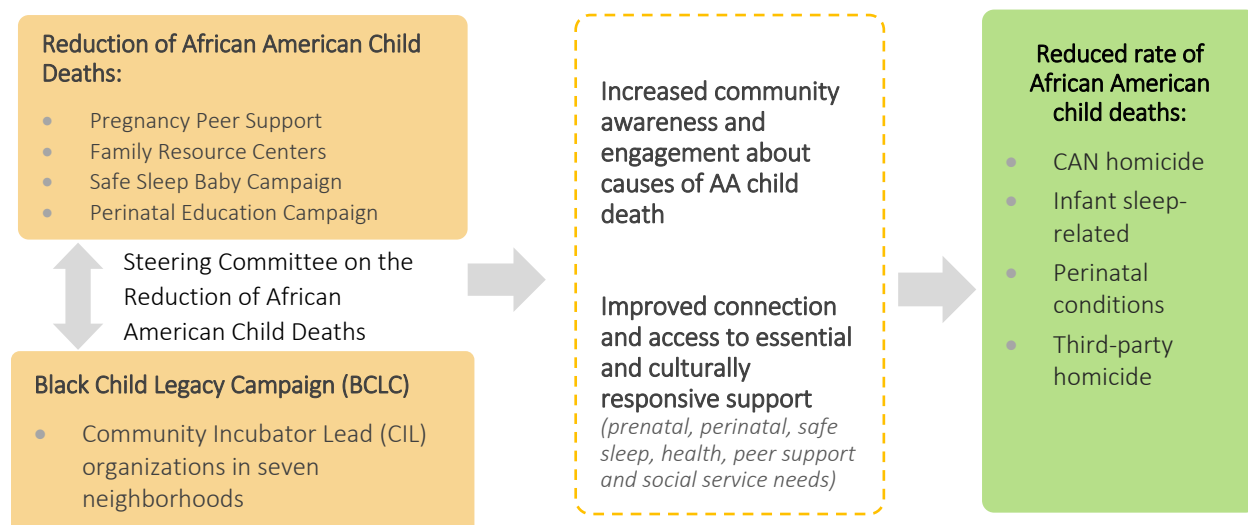 Reduction of African American Child
Deaths:
Pregnancy Peer Support
Family Resource Centers
Safe Sleep Baby Campaign
Perinatal Education Campaign
Steering Committee on the
Reduction of African
American Child Deaths
Black Child Legacy Campaign (BCLC)
Community Incubator Lead (CIL)
organizations in seven
neighborhoods
Increased community
awareness and
engagement about
causes of AA child
death
Improved connection
and access to essential
and culturally
responsive support
(prenatal, perinatal, safe
sleep, health, peer support
and social service needs)
Reduced rate of
African American
child deaths:
CAN homicide
Infant sleep-
related
Perinatal
conditions
Third-party
homicide